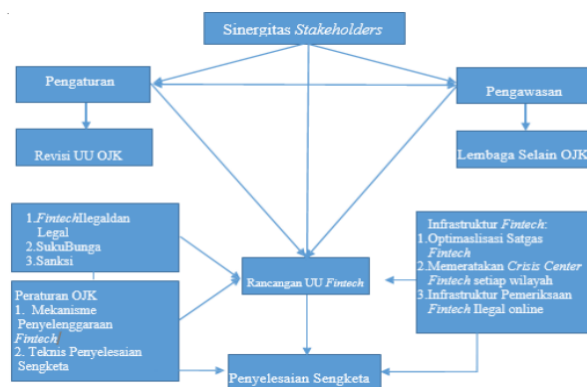 Sinergitas Stakeholders
Pengaturan
Pengawasan
Revisi UU OJK
Lembaga Selain OJK
1.FintechIlegaldan
Legal
2.SukuBunga
3.Sanksi
Infrastruktur Fintech:
1.Optimaslisasi Satgas
Fintech
2.Memeratakan Crisis Center
Fintech setiap wilayah
3.Infrastruktur Pemeriksaan
Fintech Ilegal online
Rancangan UU Fintech
Peraturan OJK
1. Mekanisme
Penyelenggaraan
Fintech
2. Teknis Penyelesaian
Sengketa
Penyelesaian Sengketa